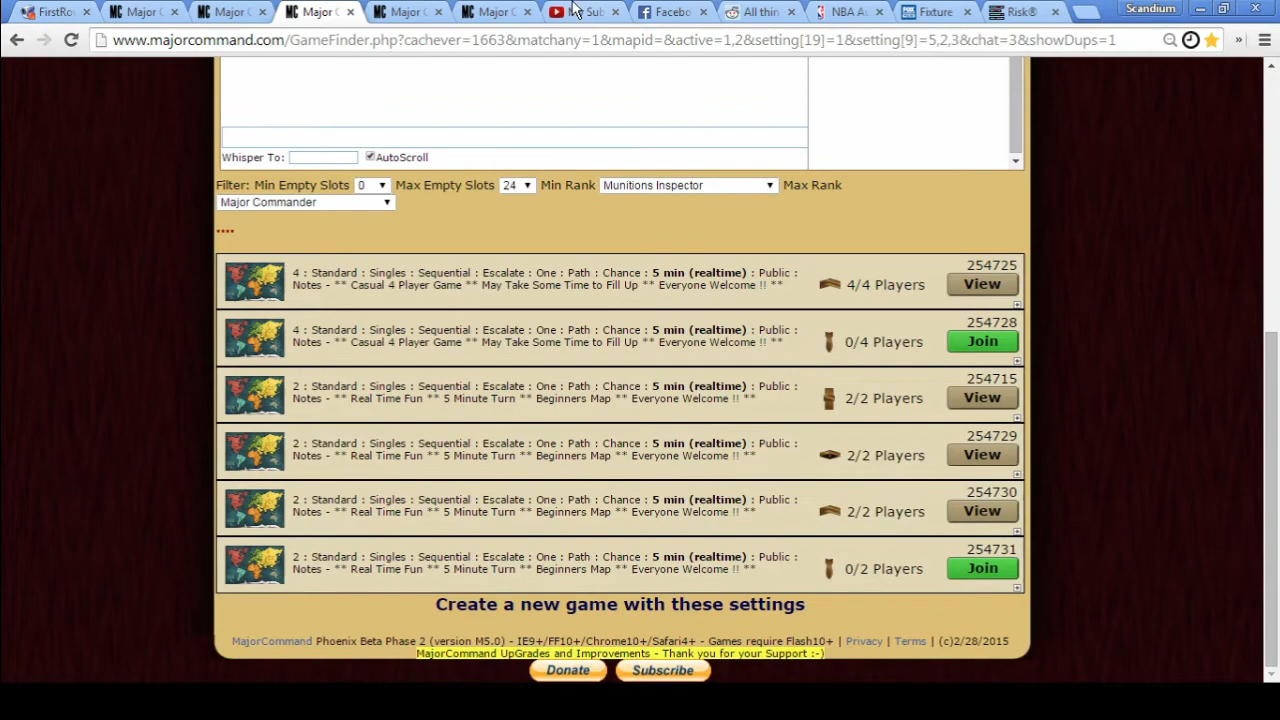 FirstRo
Major
Major
Major
Major
Major
Sub
Facebo
All thin
NBA A
Fixture
Risk®
Scandium
www.majorcommand.com/GameFinder.php?cachever=1663&matchany=1&mapid=&active=1,2&setting[19]=1&setting[9]=5,2,3&chat=3&showDups=1
Whisper To: AutoScroll
Filter: Min Empty Slots 0 Max Empty Slots 24 Min Rank Munitions Inspector Max Rank
Major Commander
....
254725
4 : Standard : Singles : Sequential : Escalate : One : Path : Chance : 5 min (realtime) : Public :
Notes - ** Casual 4 Player Game ** May Take Some Time to Fill Up ** Everyone Welcome !! ** 4/4 Players View
254728
4 : Standard : Singles : Sequential : Escalate : One : Path : Chance : 5 min (realtime) : Public :
Notes - ** Casual 4 Player Game ** May Take Some Time to Fill Up ** Everyone Welcome !! ** 0/4 Players Join
254715
2 : Standard : Singles : Sequential : Escalate : One : Path : Chance : 5 min (realtime) : Public :
Notes - ** Real Time Fun ** 5 Minute Turn ** Beginners Map ** Everyone Welcome !! ** 2/2 Players View
254729
2 : Standard : Singles : Sequential : Escalate : One : Path : Chance : 5 min (realtime) : Public :
Notes - ** Real Time Fun ** 5 Minute Turn ** Beginners Map ** Everyone Welcome !! ** 2/2 Players View
254730
2 : Standard : Singles : Sequential : Escalate : One : Path : Chance : 5 min (realtime) : Public :
Notes - ** Real Time Fun ** 5 Minute Turn ** Beginners Map ** Everyone Welcome !! ** 2/2 Players View
254731
2 : Standard : Singles : Sequential : Escalate : One : Path : Chance : 5 min (realtime) : Public :
Notes - ** Real Time Fun ** 5 Minute Turn ** Beginners Map ** Everyone Welcome !! ** 0/2 Players Join
Create a new game with these settings
MajorCommand Phoenix Beta Phase 2 (version M5.0) - IE9+/FF10+/Chrome10+/Safari4+ - Games require Flash10+ | Privacy | Terms | (c)2/28/2015
MajorCommand UpGrades and Improvements - Thank you for your Support :-)
Donate Subscribe